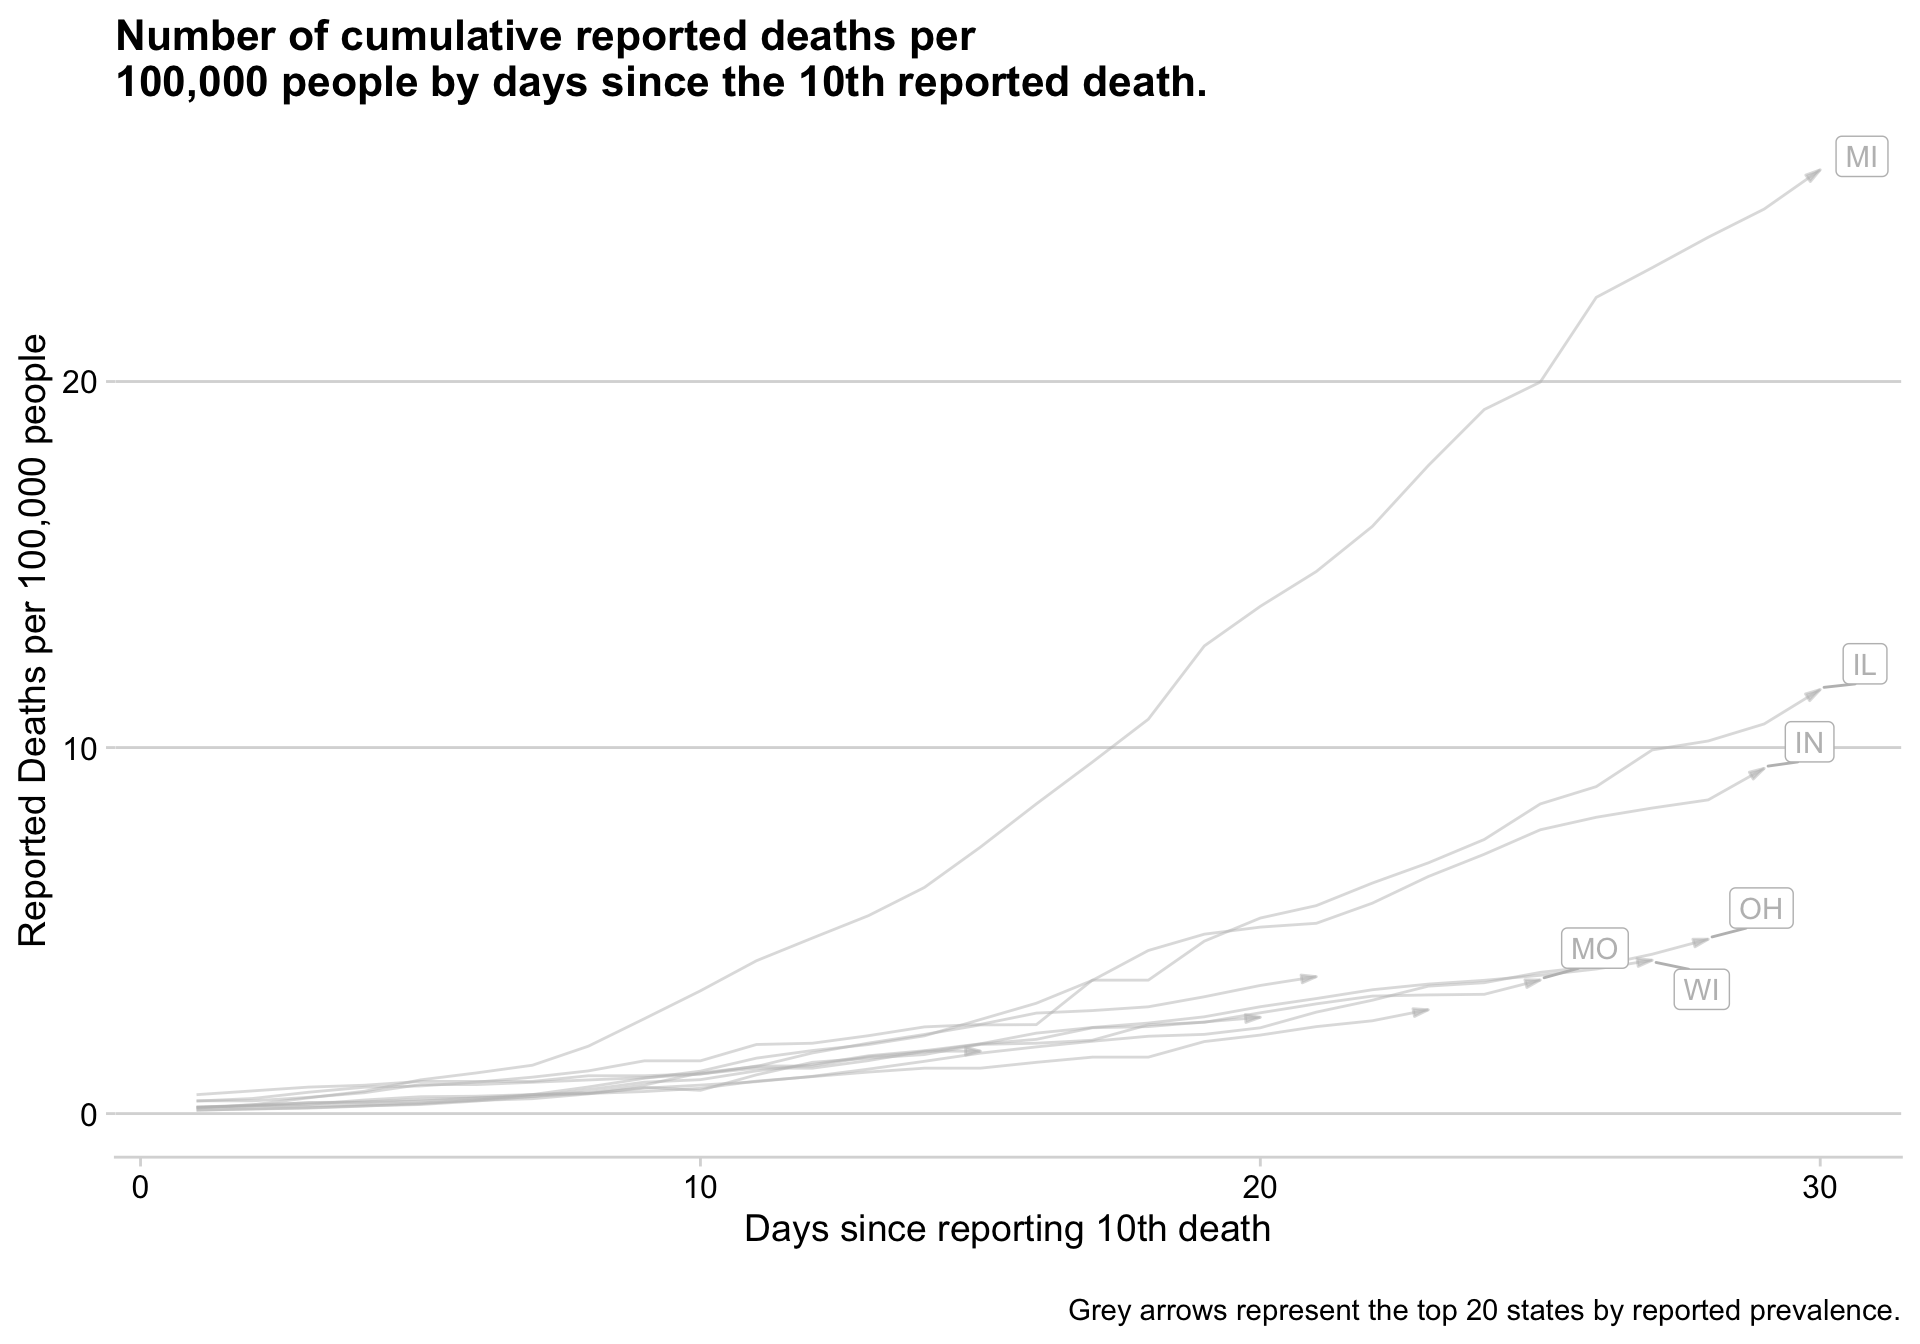 Number of cumulative reported deaths per
100,000 people by days since the 10th reported death.
Reported Deaths per 100,000 people
20
10
0
MI
IL
IN
OH
MO
WI
0 10 20 30
Days since reporting 10th death
Grey arrows represent the top 20 states by reported prevalence.